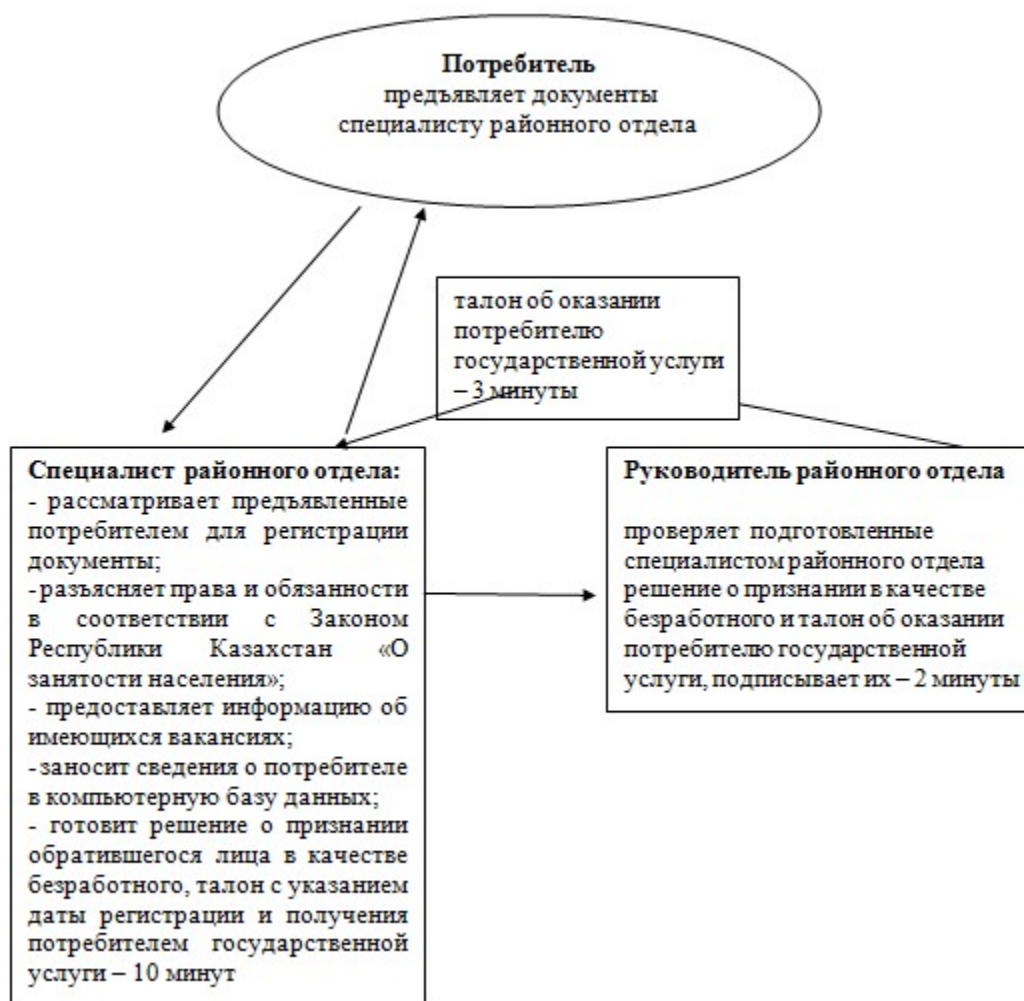 Потребитель
предъявляет документы
специалисту районного отдела
талон об оказании
потребителю
государственной услуги
– 3 минуты
Специалист районного отдела:
- рассматривает предъявленные
потребителем для регистрации
документы;
- разъясняет права и обязанности
в соответствии с Законом
Республики Казахстан «О
занятости населения»;
- предоставляет информацию об
имеющихся вакансиях;
- заносит сведения о потребителе
в компьютерную базу данных;
- готовит решение о признании
обратившегося лица в качестве
безработного, талон с указанием
даты регистрации и получения
потребителем государственной
услуги – 10 минут
Руководитель районного отдела
проверяет подготовленные
специалистом районного отдела
решение о признании в качестве
безработного и талон об оказании
потребителю государственной
услуги, подписывает их – 2 минуты